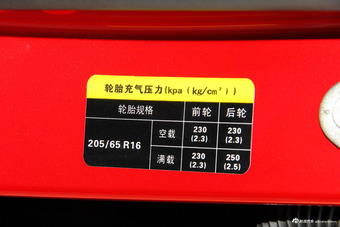 轮胎充气压力(kpa (kg/cm²))
轮胎规格 前轮 后轮
205/65 R16
空载 230 230
(2.3) (2.3)
满载 230 250
(2.3) (2.5)